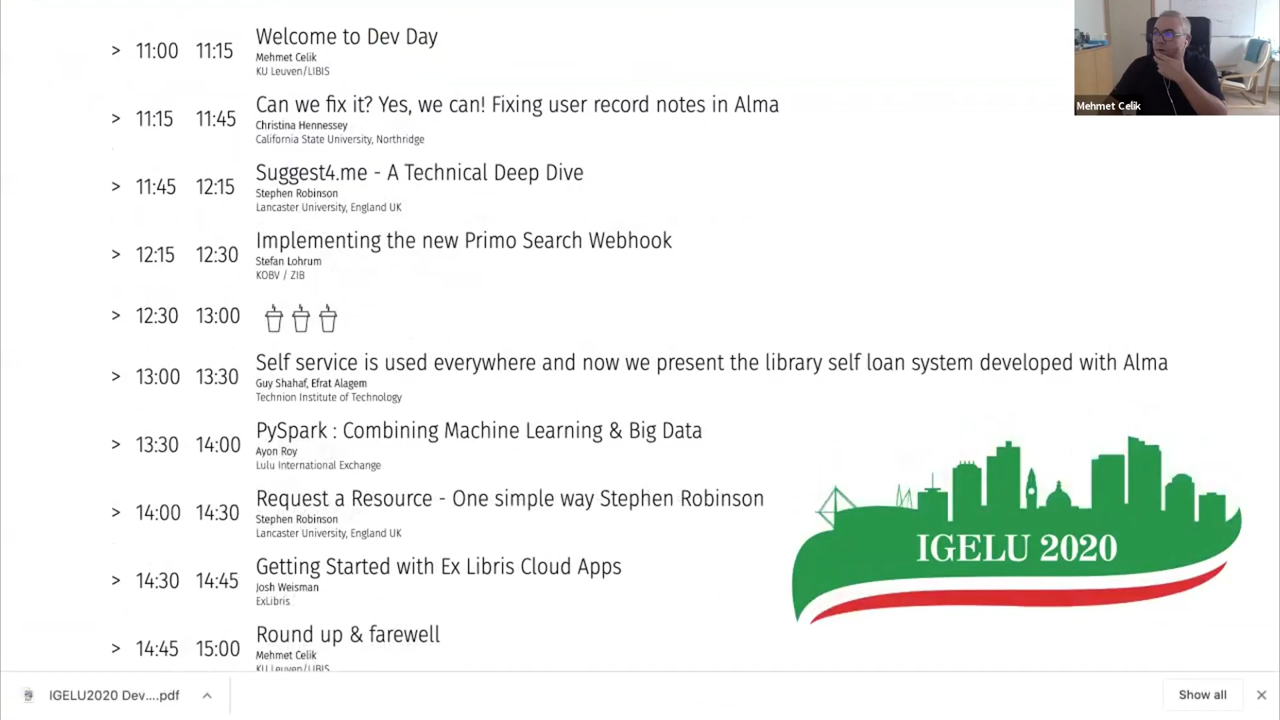 > 11:00 11:15 Welcome to Dev Day
Mehmet Celik
KU Leuven/LIBIS
Mehmet Celik
> 11:15 11:45 Can we fix it? Yes, we can! Fixing user record notes in Alma
Christina Hennessey
California State University, Northridge
> 11:45 12:15 Suggest4.me - A Technical Deep Dive
Stephen Robinson
Lancaster University, England UK
> 12:15 12:30 Implementing the new Primo Search Webhook
Stefan Lohrum
KOBV / ZIB
> 12:30 13:00
> 13:00 13:30 Self service is used everywhere and now we present the library self loan system developed with Alma
Guy Shahaf, Efrat Alagem
Technion Institute of Technology
> 13:30 14:00 PySpark : Combining Machine Learning & Big Data
Ayon Roy
Lulu International Exchange
> 14:00 14:30 Request a Resource - One simple way Stephen Robinson
Stephen Robinson
Lancaster University, England UK
> 14:30 14:45 Getting Started with Ex Libris Cloud Apps
Josh Weisman
ExLibris
> 14:45 15:00 Round up & farewell
Mehmet Celik
KU Leuven/LIBIS
IGELU 2020
IGELU2020 Dev....pdf
Show all